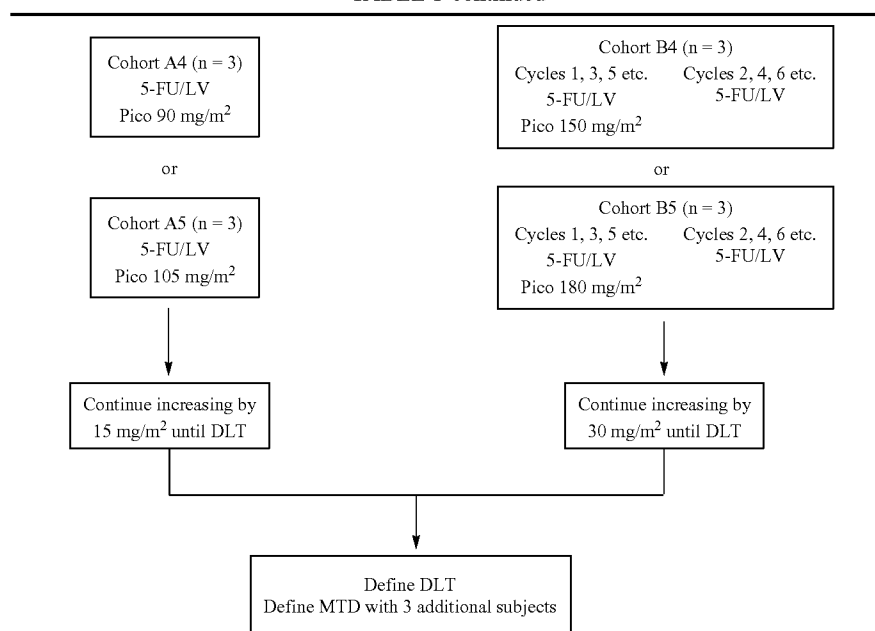 TABLE 1-continued
Cohort A4 (n = 3)
5-FU/LV
Pico 90 mg/m²
or
Cohort A5 (n = 3)
5-FU/LV
Pico 105 mg/m²
Continue increasing by
15 mg/m² until DLT
Cohort B4 (n = 3)
Cycles 1, 3, 5 etc. Cycles 2, 4, 6 etc.
5-FU/LV 5-FU/LV
Pico 150 mg/m²
or
Cohort B5 (n = 3)
Cycles 1, 3, 5 etc. Cycles 2, 4, 6 etc.
5-FU/LV 5-FU/LV
Pico 180 mg/m²
Continue increasing by
30 mg/m² until DLT
Define DLT
Define MTD with 3 additional subjects